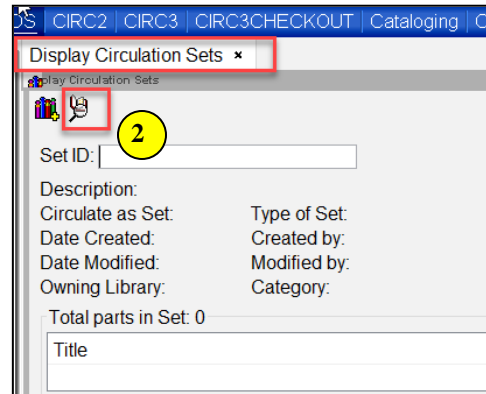 CIRC2 CIRC3 CIRC3CHECKOUT Cataloging
Display Circulation Sets ×
play Circulation Sets
2
Set ID:
Description:
Circulate as Set: Type of Set:
Date Created: Created by:
Date Modified: Modified by:
Owning Library: Category:
Total parts in Set: 0
Title